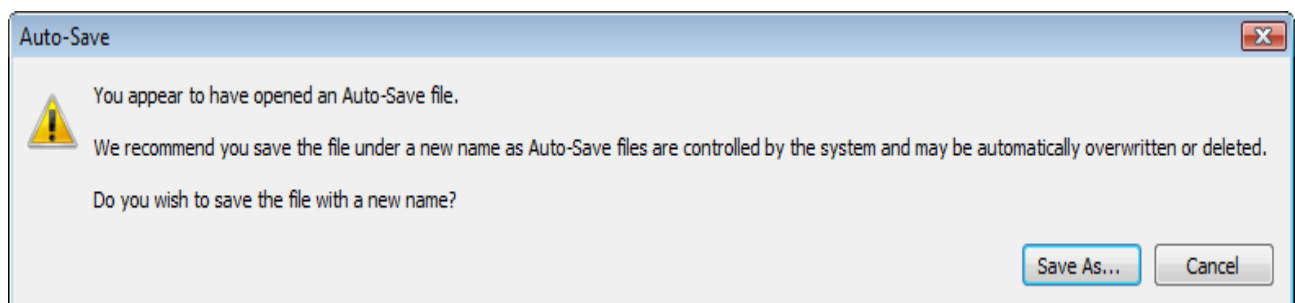 Auto-Save
You appear to have opened an Auto-Save file.
We recommend you save the file under a new name as Auto-Save files are controlled by the system and may be automatically overwritten or deleted.
Do you wish to save the file with a new name?
Save As... Cancel